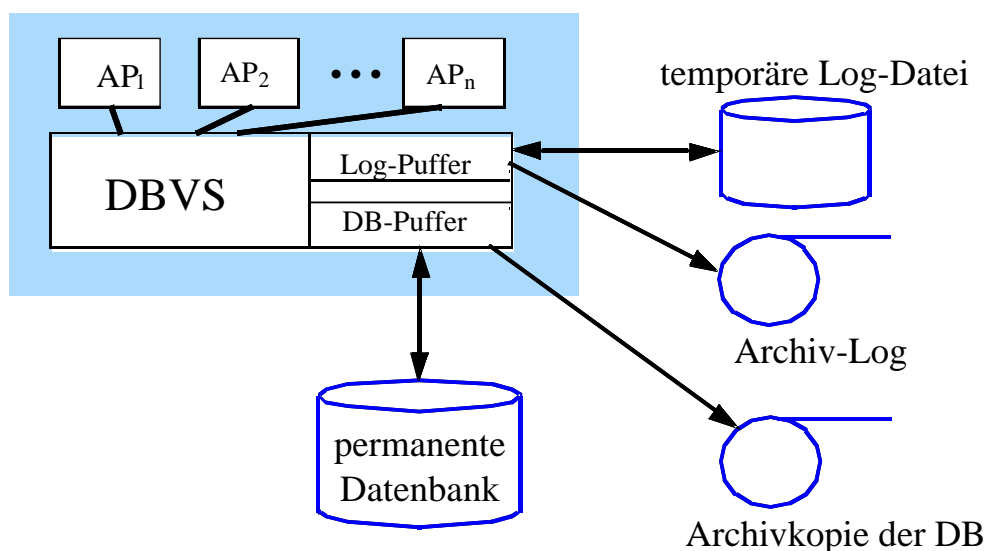 AP1 AP2 • • • APn
temporäre Log-Datei
DBVS
Log-Puffer
DB-Puffer
Archiv-Log
permanente
Datenbank
Archivkopie der DB